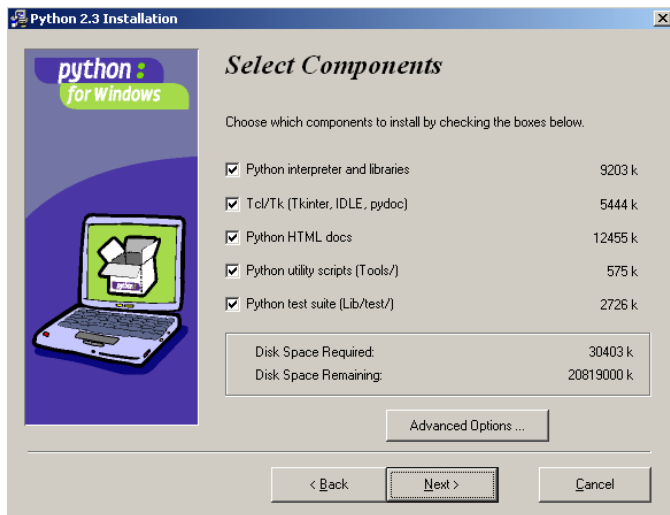 Python 2.3 Installation
python:
for Windows
Select Components
Choose which components to install by checking the boxes below.
Python interpreter and libraries 9203 k
Tcl/Tk (Tkinter, IDLE, pydoc) 5444 k
Python HTML docs 12455 k
Python utility scripts (Tools/) 575 k
Python test suite (Lib/test/) 2726 k
Disk Space Required: 30403 k
Disk Space Remaining: 20819000 k
Advanced Options ...
< Back Next > Cancel
python